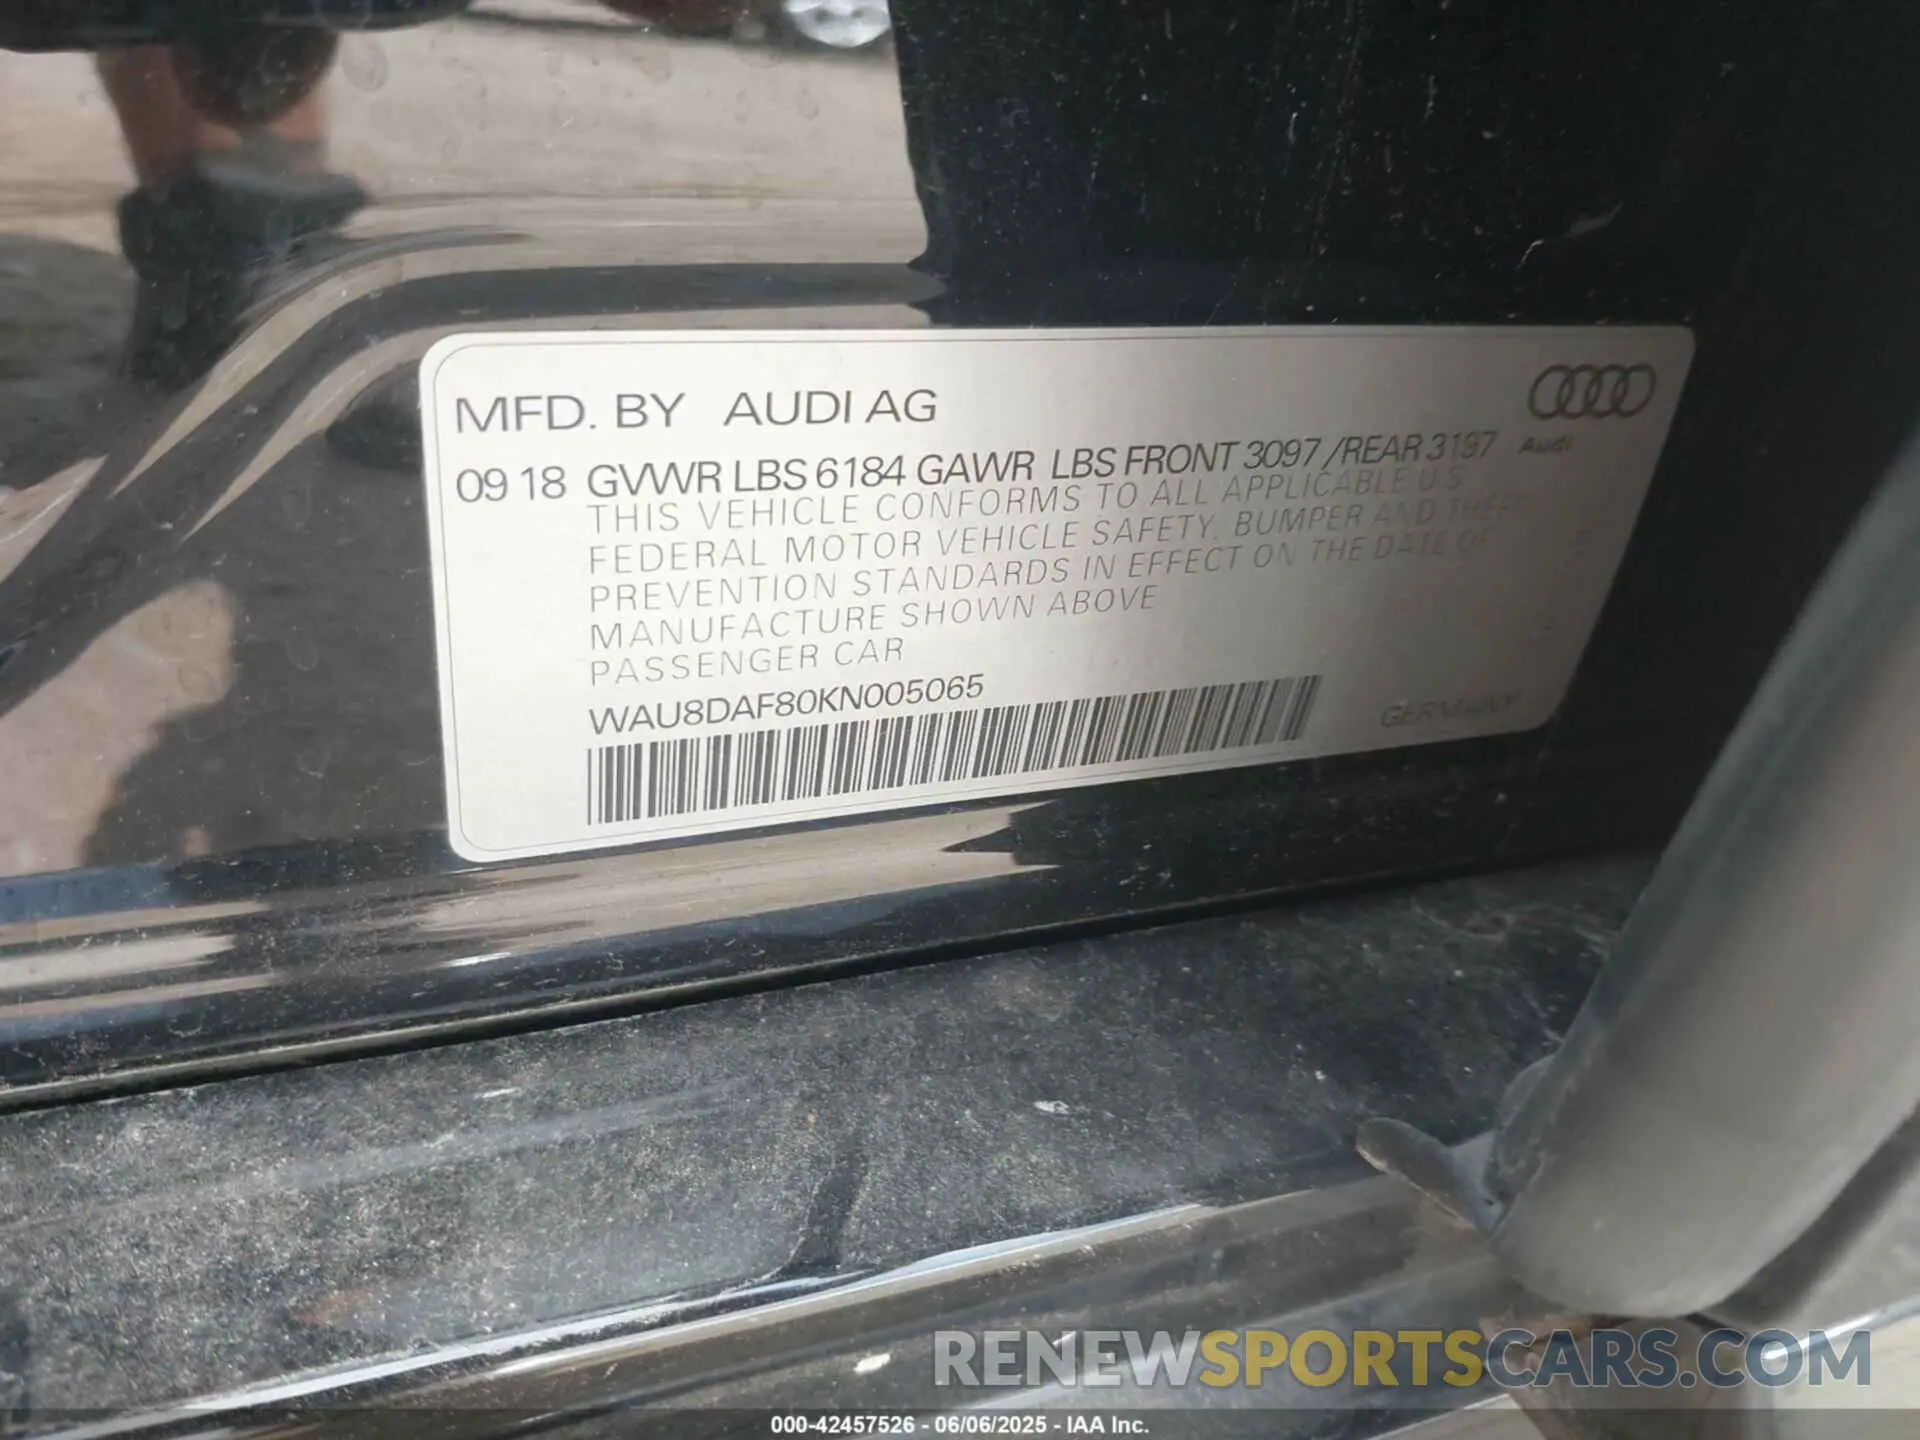 MFD. BY AUDI AG
Audi
09 18 GVWR LBS 6184 GAWR LBS FRONT 3097 /REAR 3197
THIS VEHICLE CONFORMS TO ALL APPLICABLE U S
FEDERAL MOTOR VEHICLE SAFETY, BUMPER AND THEFT
PREVENTION STANDARDS IN EFFECT ON THE DATE OF
MANUFACTURE SHOWN ABOVE
PASSENGER CAR
WAU8DAF80KN005065
GERMANY
RENEWSPORTSCARS.COM
000-42457526 - 06/06/2025 - IAA Inc.